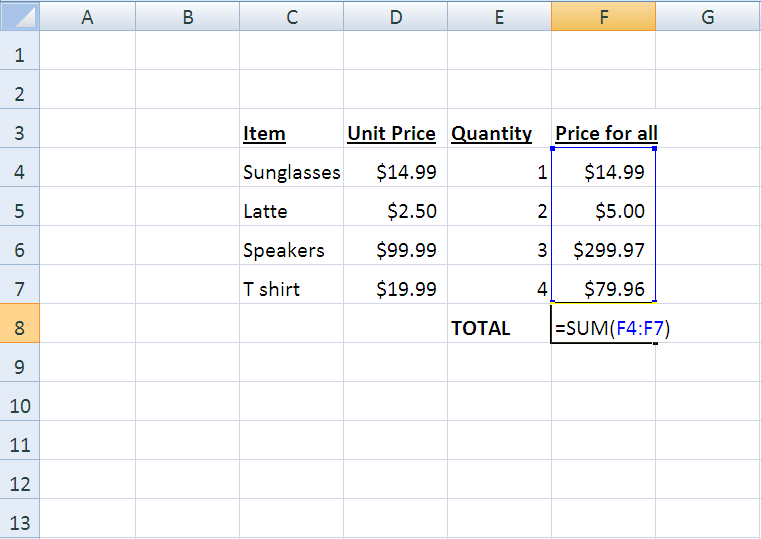 A B C D E F G
1
2
3 Item Unit Price Quantity Price for all
4 Sunglasses $14.99 1 $14.99
5 Latte $2.50 2 $5.00
6 Speakers $99.99 3 $299.97
7 T shirt $19.99 4 $79.96
8 TOTAL =SUM(F4:F7)
9
10
11
12
13